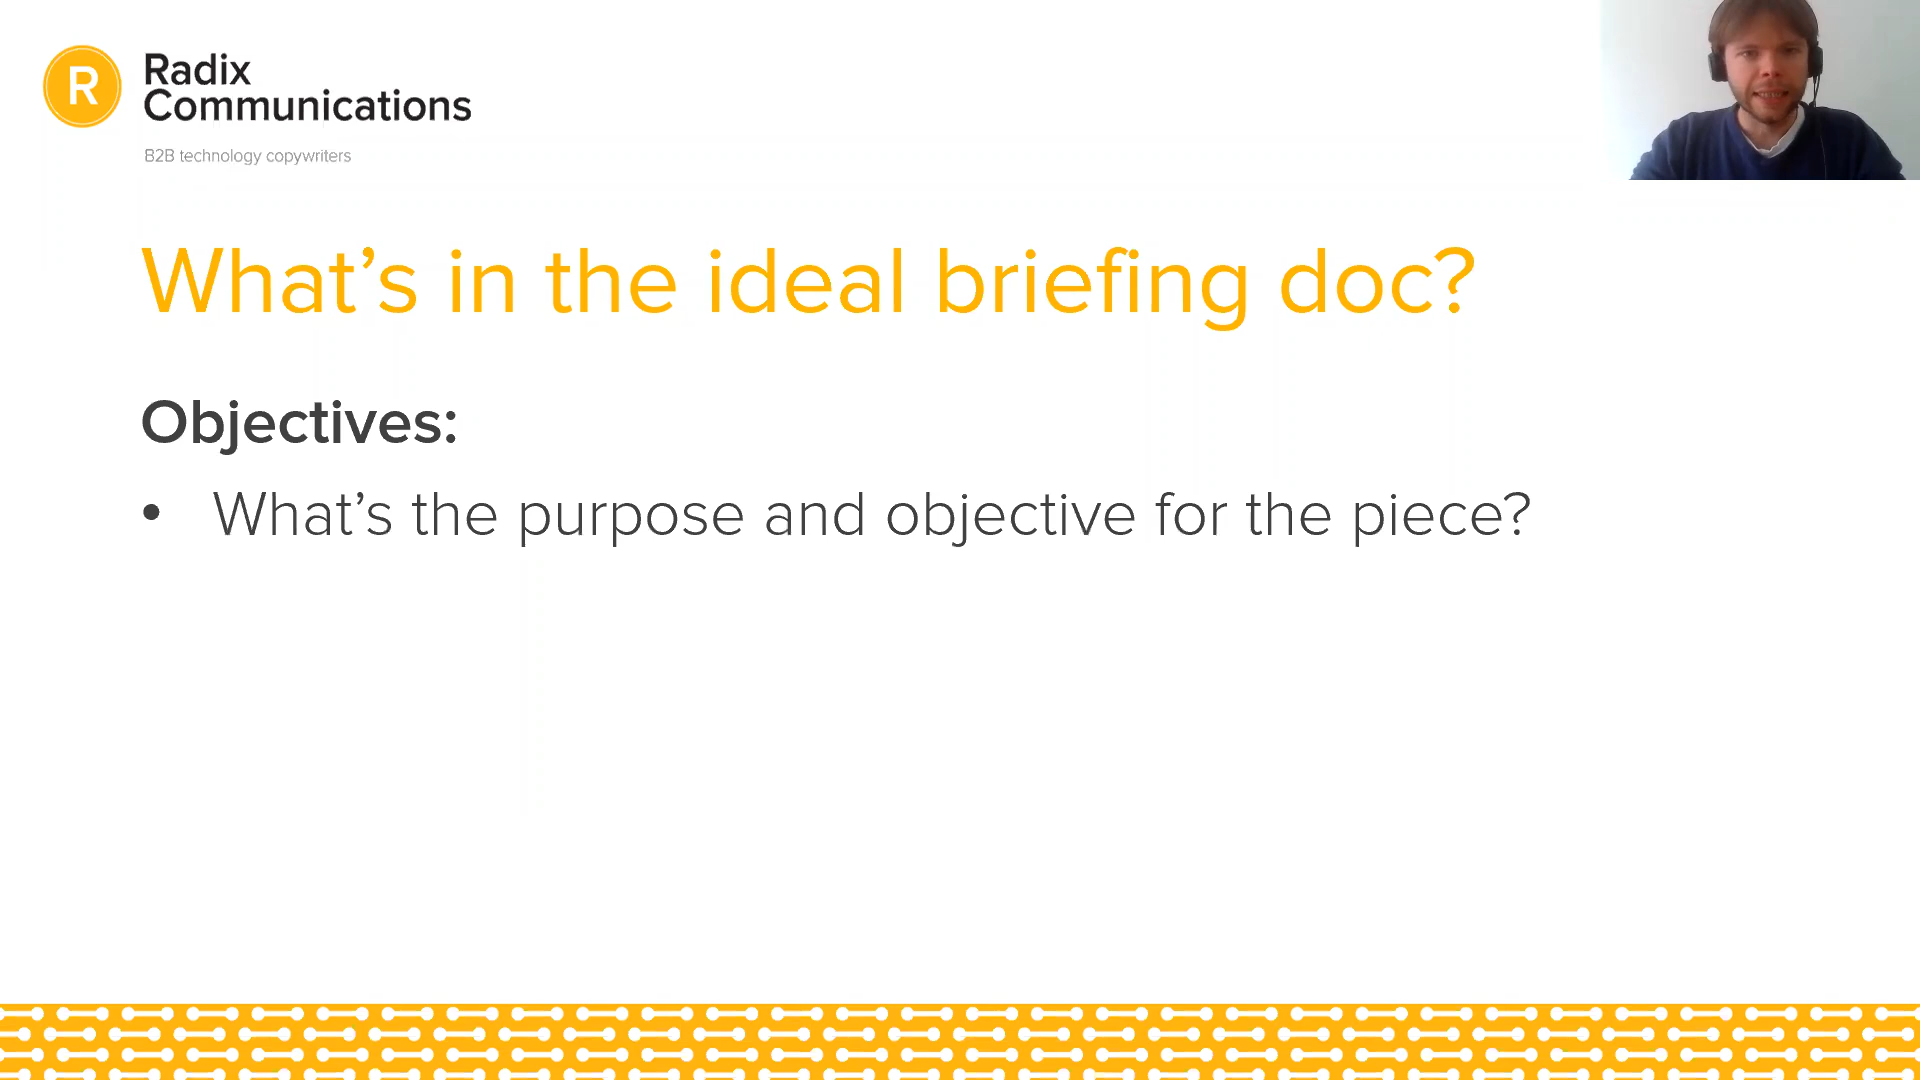 R
Radix
Communications
B2B technology copywriters
What’s in the ideal briefing doc?
Objectives:
• What’s the purpose and objective for the piece?